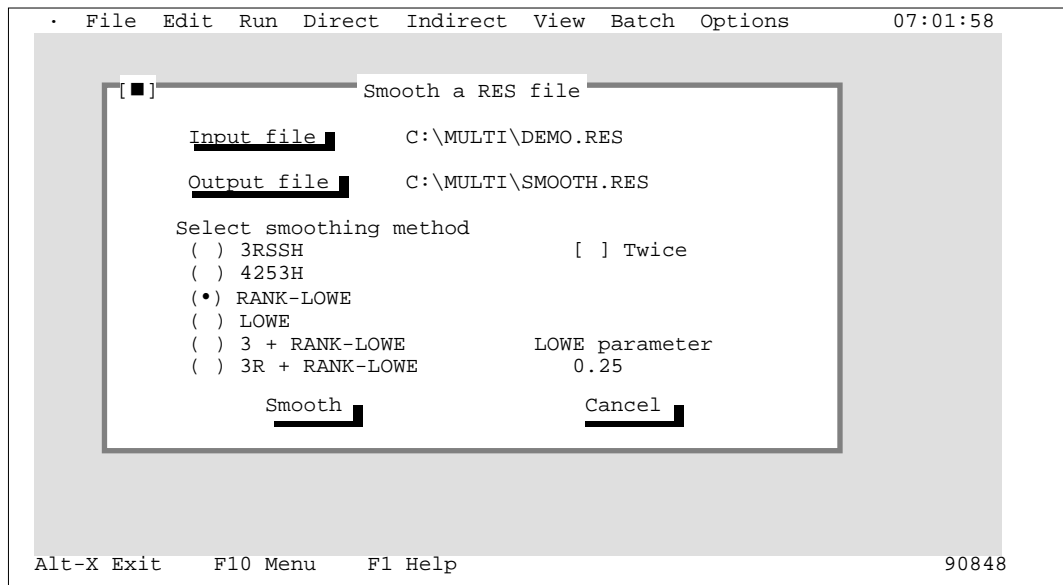 · File Edit Run Direct Indirect View Batch Options 07:01:58
[■] Smooth a RES file
Input file C:\MULTI\DEMO.RES
Output file C:\MULTI\SMOOTH.RES
Select smoothing method
( ) 3RSSH [ ] Twice
( ) 4253H
(•) RANK-LOWE
( ) LOWE
( ) 3 + RANK-LOWE LOWE parameter
( ) 3R + RANK-LOWE 0.25
Smooth Cancel
Alt-X Exit F10 Menu F1 Help 90848